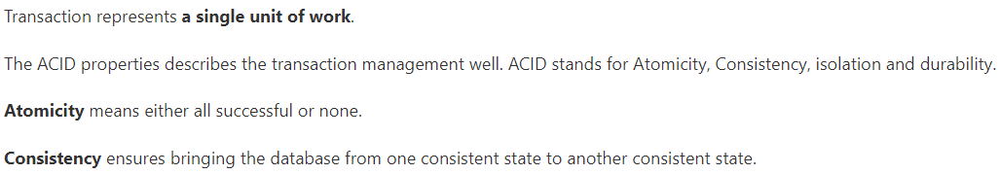 Transaction represents a single unit of work.
The ACID properties describes the transaction management well. ACID stands for Atomicity, Consistency, isolation and durability.
Atomicity means either all successful or none.
Consistency ensures bringing the database from one consistent state to another consistent state.